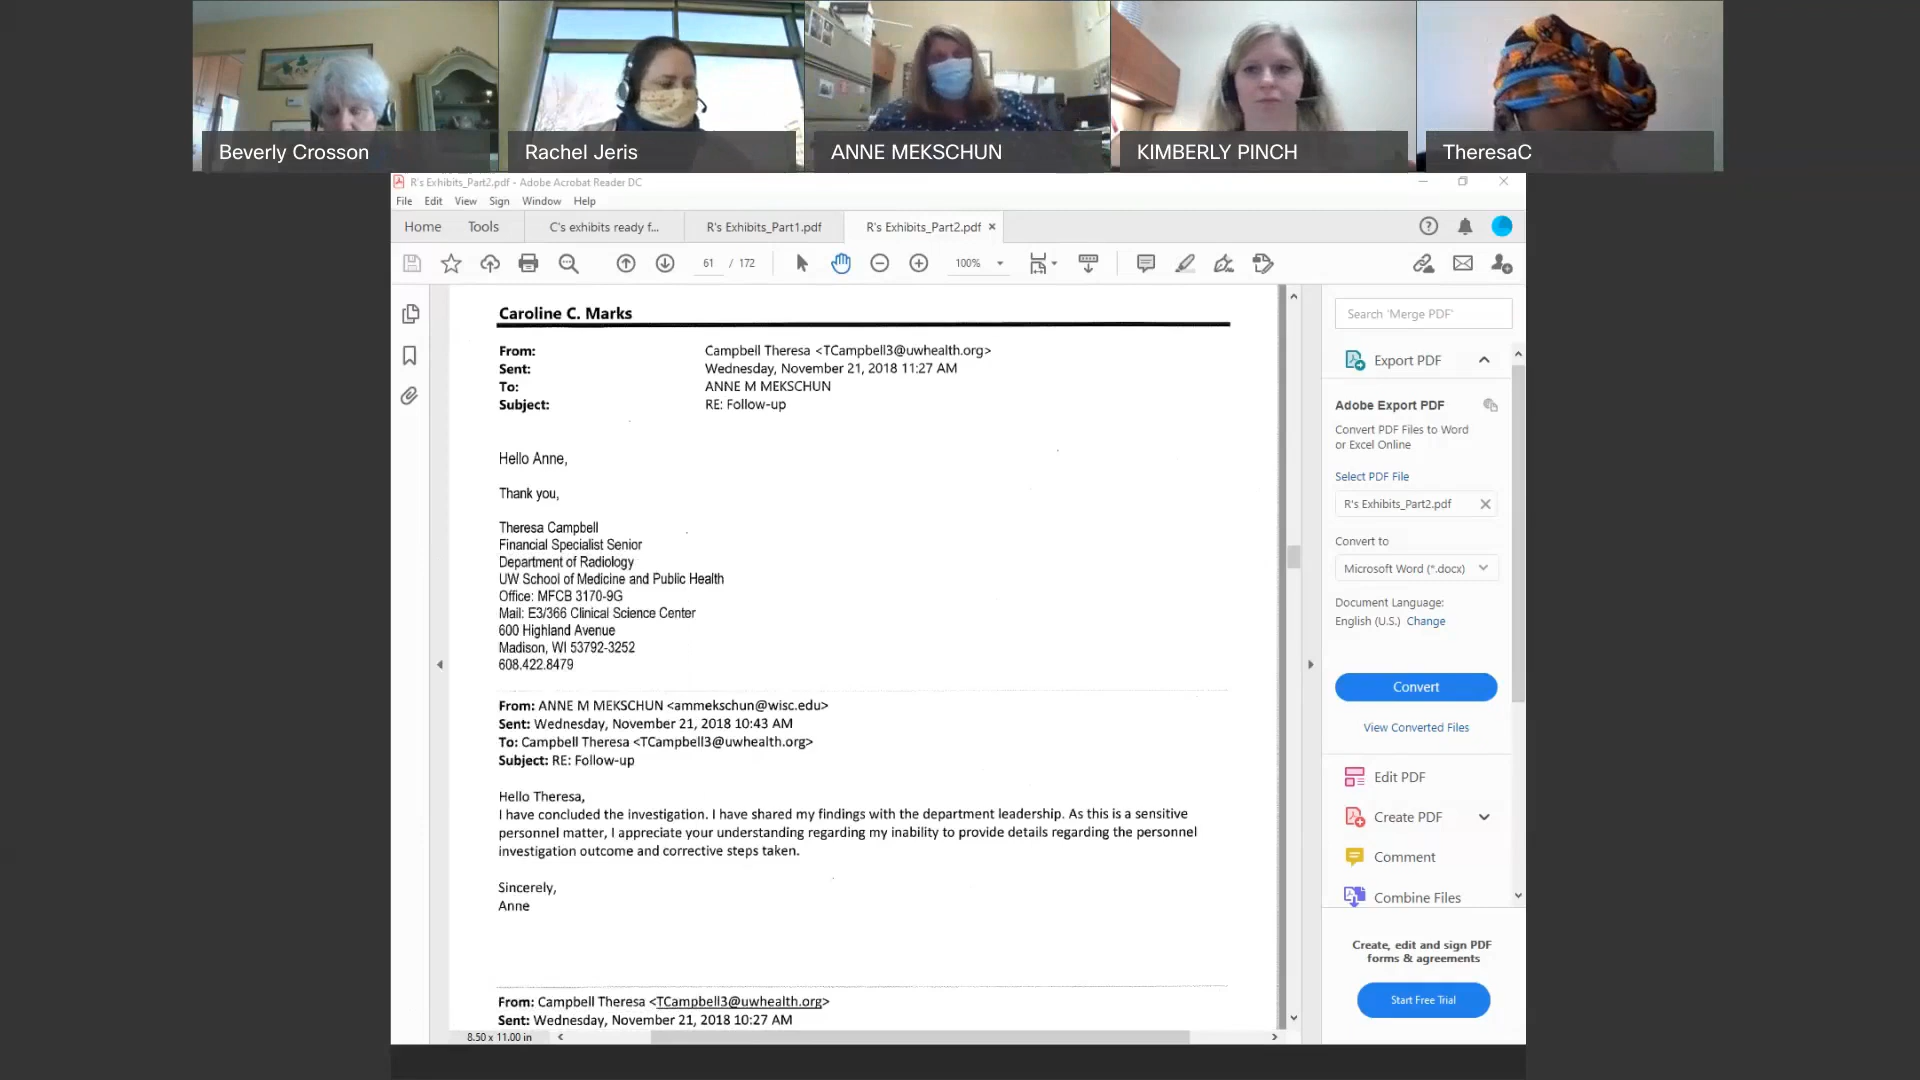 Beverly Crosson
Rachel Jeris
ANNE MEKSCHUN
KIMBERLY PINCH
TheresaC
R's Exhibits_Part2.pdf - Adobe Acrobat Reader DC
File Edit View Sign Window Help
Home Tools C's exhibits ready f... R's Exhibits_Part1.pdf R's Exhibits_Part2.pdf ×
61 / 172 100%
Caroline C. Marks
From: Campbell Theresa <TCampbell3@uwhealth.org>
Sent: Wednesday, November 21, 2018 11:27 AM
To: ANNE M MEKSCHUN
Subject: RE: Follow-up
Hello Anne,
Thank you,
Theresa Campbell
Financial Specialist Senior
Department of Radiology
UW School of Medicine and Public Health
Office: MFCB 3170-9G
Mail: E3/366 Clinical Science Center
600 Highland Avenue
Madison, WI 53792-3252
608.422.8479
From: ANNE M MEKSCHUN <ammekschun@wisc.edu>
Sent: Wednesday, November 21, 2018 10:43 AM
To: Campbell Theresa <TCampbell3@uwhealth.org>
Subject: RE: Follow-up
Hello Theresa,
I have concluded the investigation. I have shared my findings with the department leadership. As this is a sensitive
personnel matter, I appreciate your understanding regarding my inability to provide details regarding the personnel
investigation outcome and corrective steps taken.
Sincerely,
Anne
From: Campbell Theresa <TCampbell3@uwhealth.org>
Sent: Wednesday, November 21, 2018 10:27 AM
8.50 x 11.00 in
Search 'Merge PDF'
Export PDF
Adobe Export PDF
Convert PDF Files to Word
or Excel Online
Select PDF File
R's Exhibits_Part2.pdf
Convert to
Microsoft Word (*.docx)
Document Language:
English (U.S.) Change
Convert
View Converted Files
Edit PDF
Create PDF
Comment
Combine Files
Create, edit and sign PDF
forms & agreements
Start Free Trial